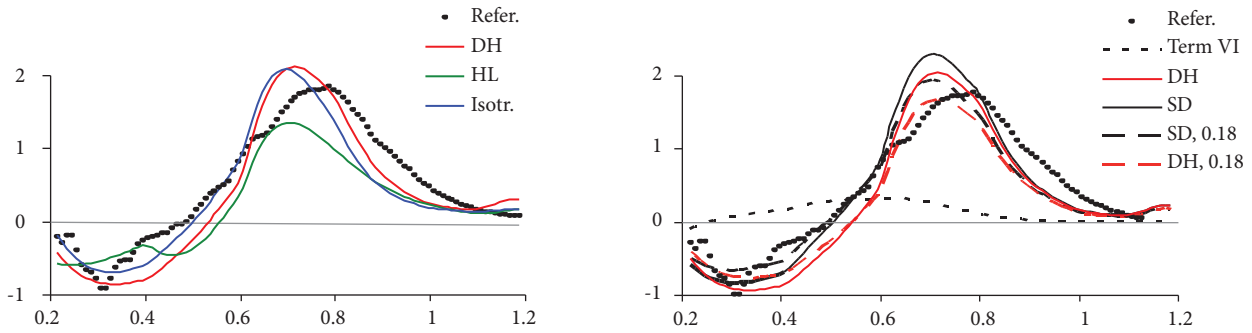 Refer.
DH
HL
Isotr.
2
1
0
-1
0.2 0.4 0.6 0.8 1 1.2
Refer.
Term VI
DH
SD
SD, 0.18
DH, 0.18
2
1
0
-1
0.2 0.4 0.6 0.8 1 1.2